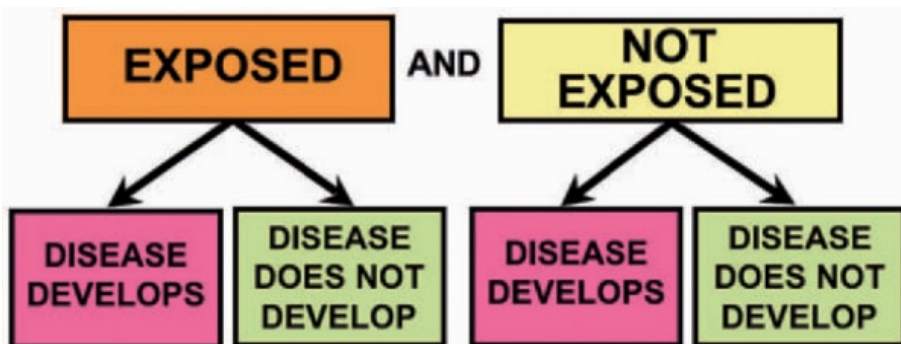 EXPOSED
AND
NOT
EXPOSED
DISEASE
DEVELOPS
DISEASE
DOES NOT
DEVELOP
DISEASE
DEVELOPS
DISEASE
DOES NOT
DEVELOP